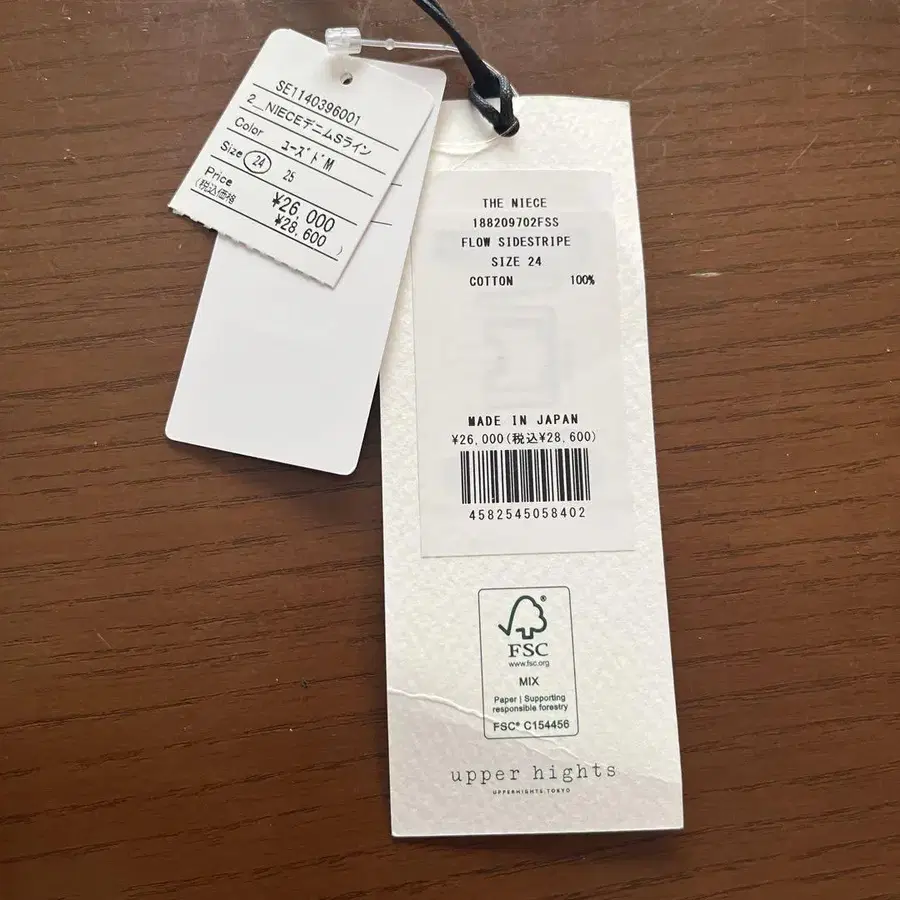 SE1140396001
2__NIECEデニムSライン
Color ユーズドM
Size 24 25
Price ¥26,000
(税込価格 ¥28,600 )
THE NIECE
188209702FSS
FLOW SIDESTRIPE
SIZE 24
COTTON 100%
MADE IN JAPAN
¥26,000(税込¥28,600)
4582545058402
FSC®
www.fsc.org
MIX
Paper | Supporting
responsible forestry
FSC® C154456
upper hights
UPPERHIGHTS.TOKYO